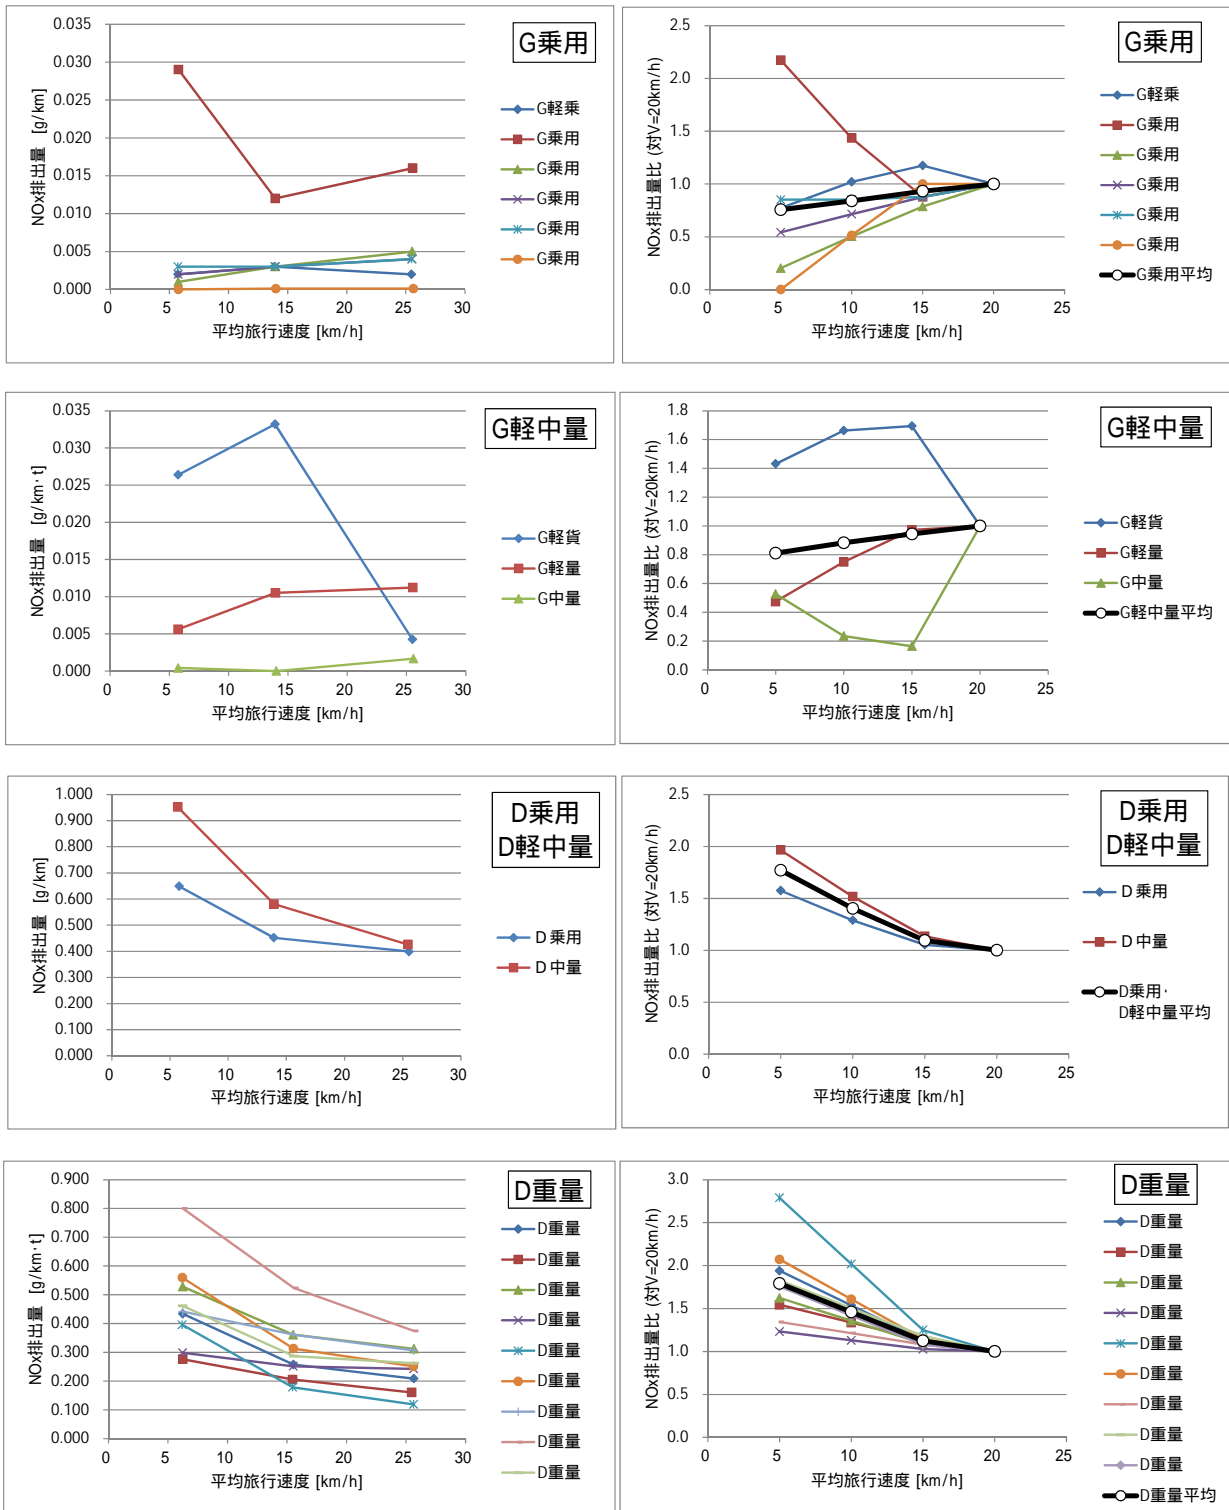 G乗用
NOx排出量 [g/km]
0.035
0.030
0.025
0.020
0.015
0.010
0.005
0.000
0 5 10 15 20 25 30
平均旅行速度 [km/h]
G軽乗
G乗用
G乗用
G乗用
G乗用
G乗用
G乗用
NOx排出量比 (対V=20km/h)
2.5
2.0
1.5
1.0
0.5
0.0
0 5 10 15 20 25
平均旅行速度 [km/h]
G軽乗
G乗用
G乗用
G乗用
G乗用
G乗用
G乗用平均
G軽中量
NOx排出量 [g/km·t]
0.035
0.030
0.025
0.020
0.015
0.010
0.005
0.000
0 5 10 15 20 25 30
平均旅行速度 [km/h]
G軽貨
G軽量
G中量
G軽中量
NOx排出量比 (対V=20km/h)
1.8
1.6
1.4
1.2
1.0
0.8
0.6
0.4
0.2
0.0
0 5 10 15 20 25
平均旅行速度 [km/h]
G軽貨
G軽量
G中量
G軽中量平均
D乗用
D軽中量
NOx排出量 [g/km]
1.000
0.900
0.800
0.700
0.600
0.500
0.400
0.300
0.200
0.100
0.000
0 5 10 15 20 25 30
平均旅行速度 [km/h]
D乗用
D中量
D乗用
D軽中量
NOx排出量比 (対V=20km/h)
2.5
2.0
1.5
1.0
0.5
0.0
0 5 10 15 20 25
平均旅行速度 [km/h]
D乗用
D中量
D乗用·
D軽中量平均
D重量
NOx排出量 [g/km·t]
0.900
0.800
0.700
0.600
0.500
0.400
0.300
0.200
0.100
0.000
0 5 10 15 20 25 30
平均旅行速度 [km/h]
D重量
D重量
D重量
D重量
D重量
D重量
D重量
D重量
D重量
D重量
NOx排出量比 (対V=20km/h)
3.0
2.5
2.0
1.5
1.0
0.5
0.0
0 5 10 15 20 25
平均旅行速度 [km/h]
D重量
D重量
D重量
D重量
D重量
D重量
D重量
D重量
D重量
D重量平均